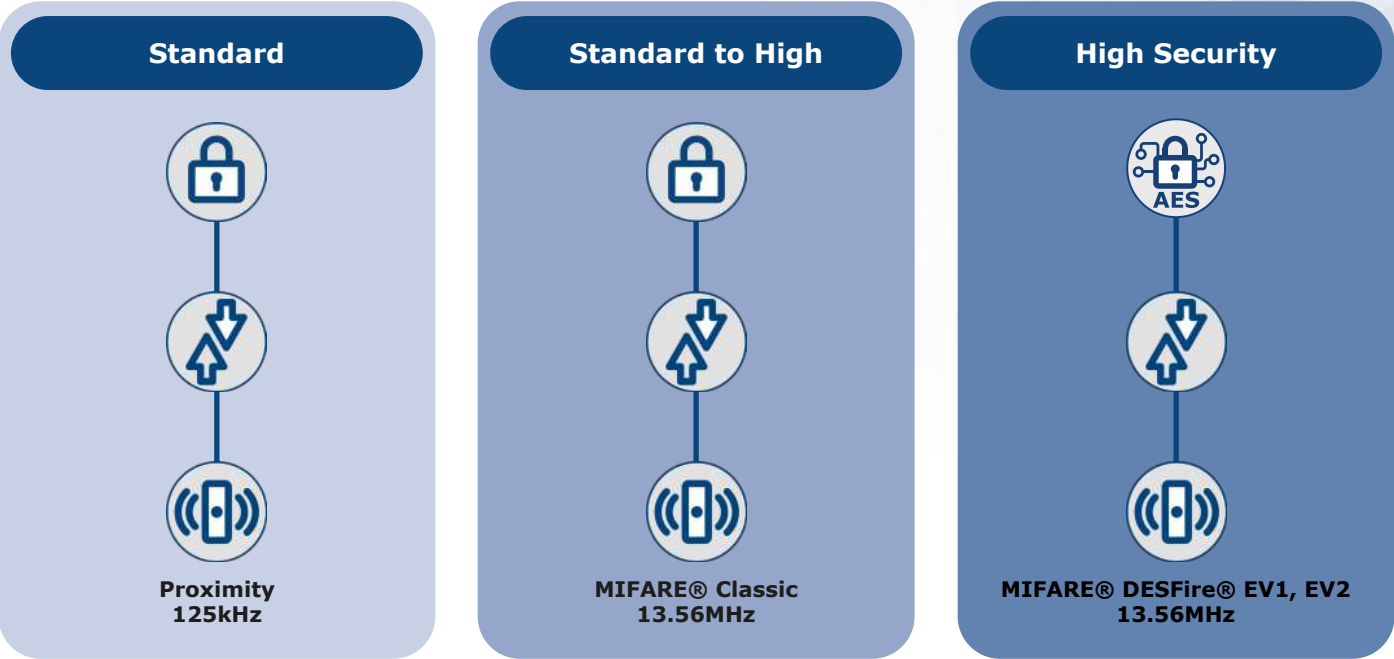 Standard
Standard to High
High Security
AES
Proximity
125kHz
MIFARE® Classic
13.56MHz
MIFARE® DESFire® EV1, EV2
13.56MHz